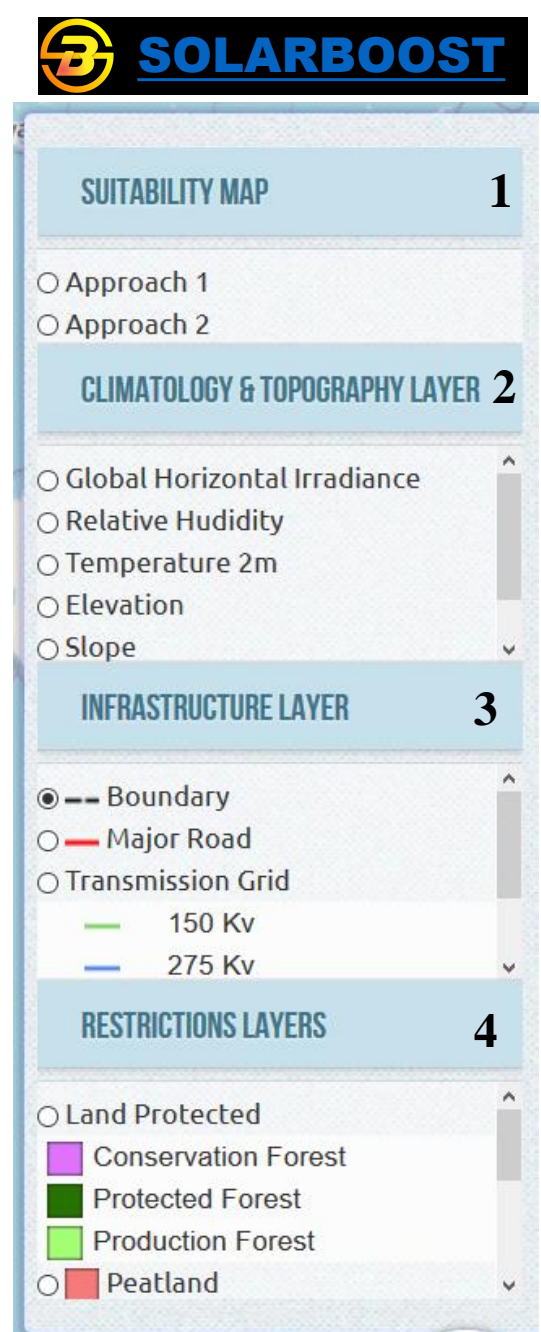 SOLARBOOST
SUITABILITY MAP 1
Approach 1
Approach 2
CLIMATOLOGY & TOPOGRAPHY LAYER 2
Global Horizontal Irradiance
Relative Hudidity
Temperature 2m
Elevation
Slope
INFRASTRUCTURE LAYER 3
Boundary
Major Road
Transmission Grid
150 Kv
275 Kv
RESTRICTIONS LAYERS 4
Land Protected
Conservation Forest
Protected Forest
Production Forest
Peatland